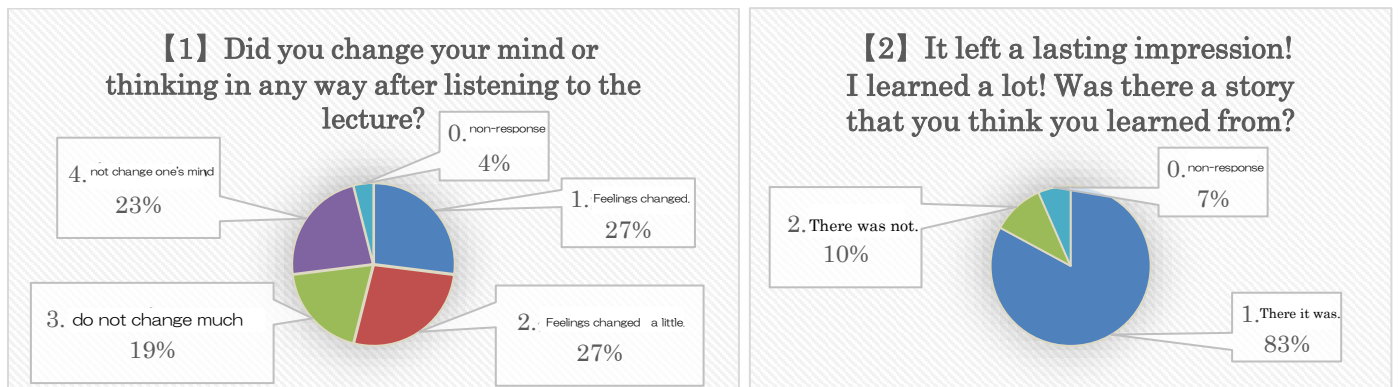 【1】Did you change your mind or
thinking in any way after listening to the
lecture?
0. non-response
4%
1. Feelings changed.
27%
2. Feelings changed a little.
27%
3. do not change much
19%
4. not change one's mind
23%
【2】It left a lasting impression!
I learned a lot! Was there a story
that you think you learned from?
0. non-response
7%
1. There it was.
83%
2. There was not.
10%